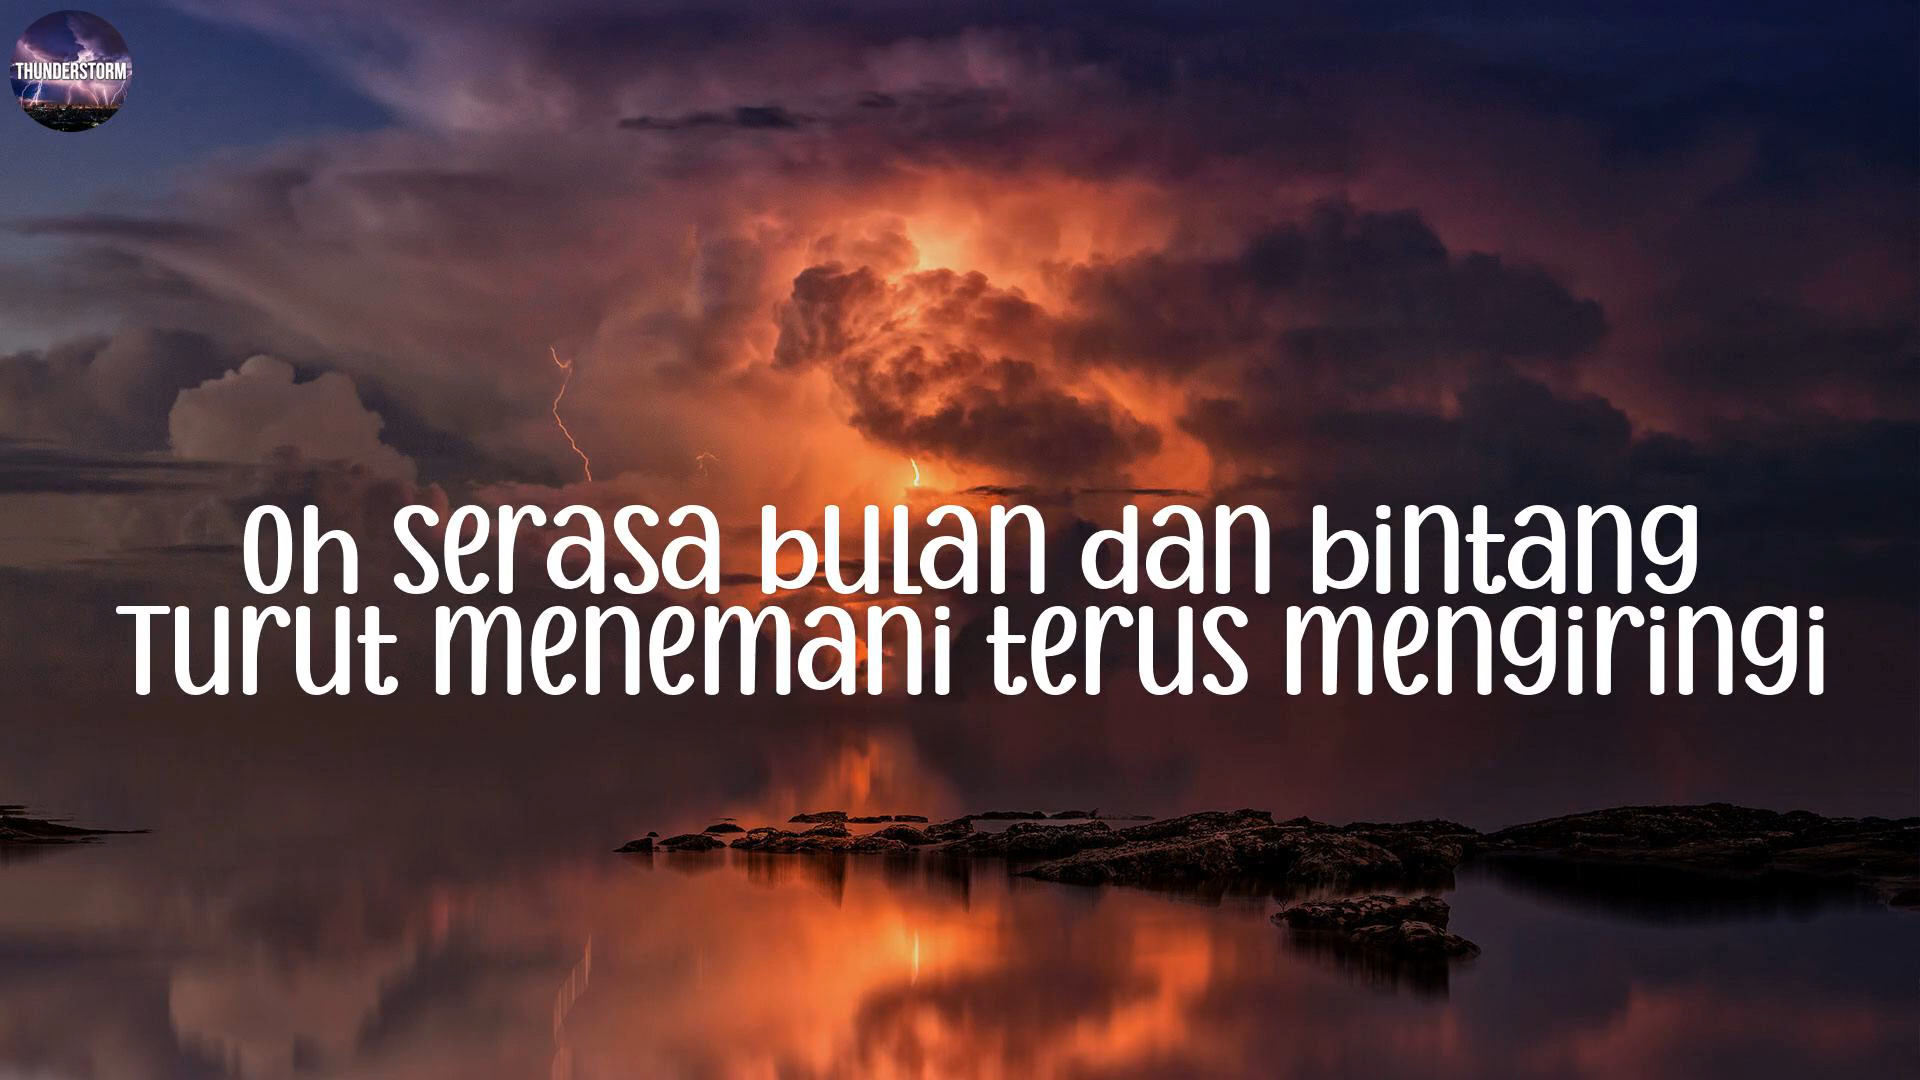 THUNDERSTORM
Oh serasa bulan dan bintang
Turut menemani terus mengiringi